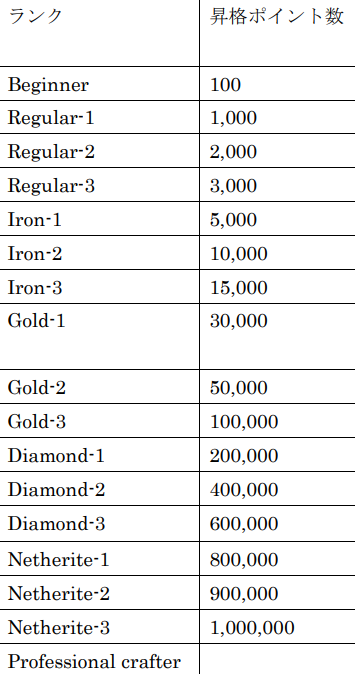 ランク 昇格ポイント数
Beginner 100
Regular-1 1,000
Regular-2 2,000
Regular-3 3,000
Iron-1 5,000
Iron-2 10,000
Iron-3 15,000
Gold-1 30,000
Gold-2 50,000
Gold-3 100,000
Diamond-1 200,000
Diamond-2 400,000
Diamond-3 600,000
Netherite-1 800,000
Netherite-2 900,000
Netherite-3 1,000,000
Professional crafter